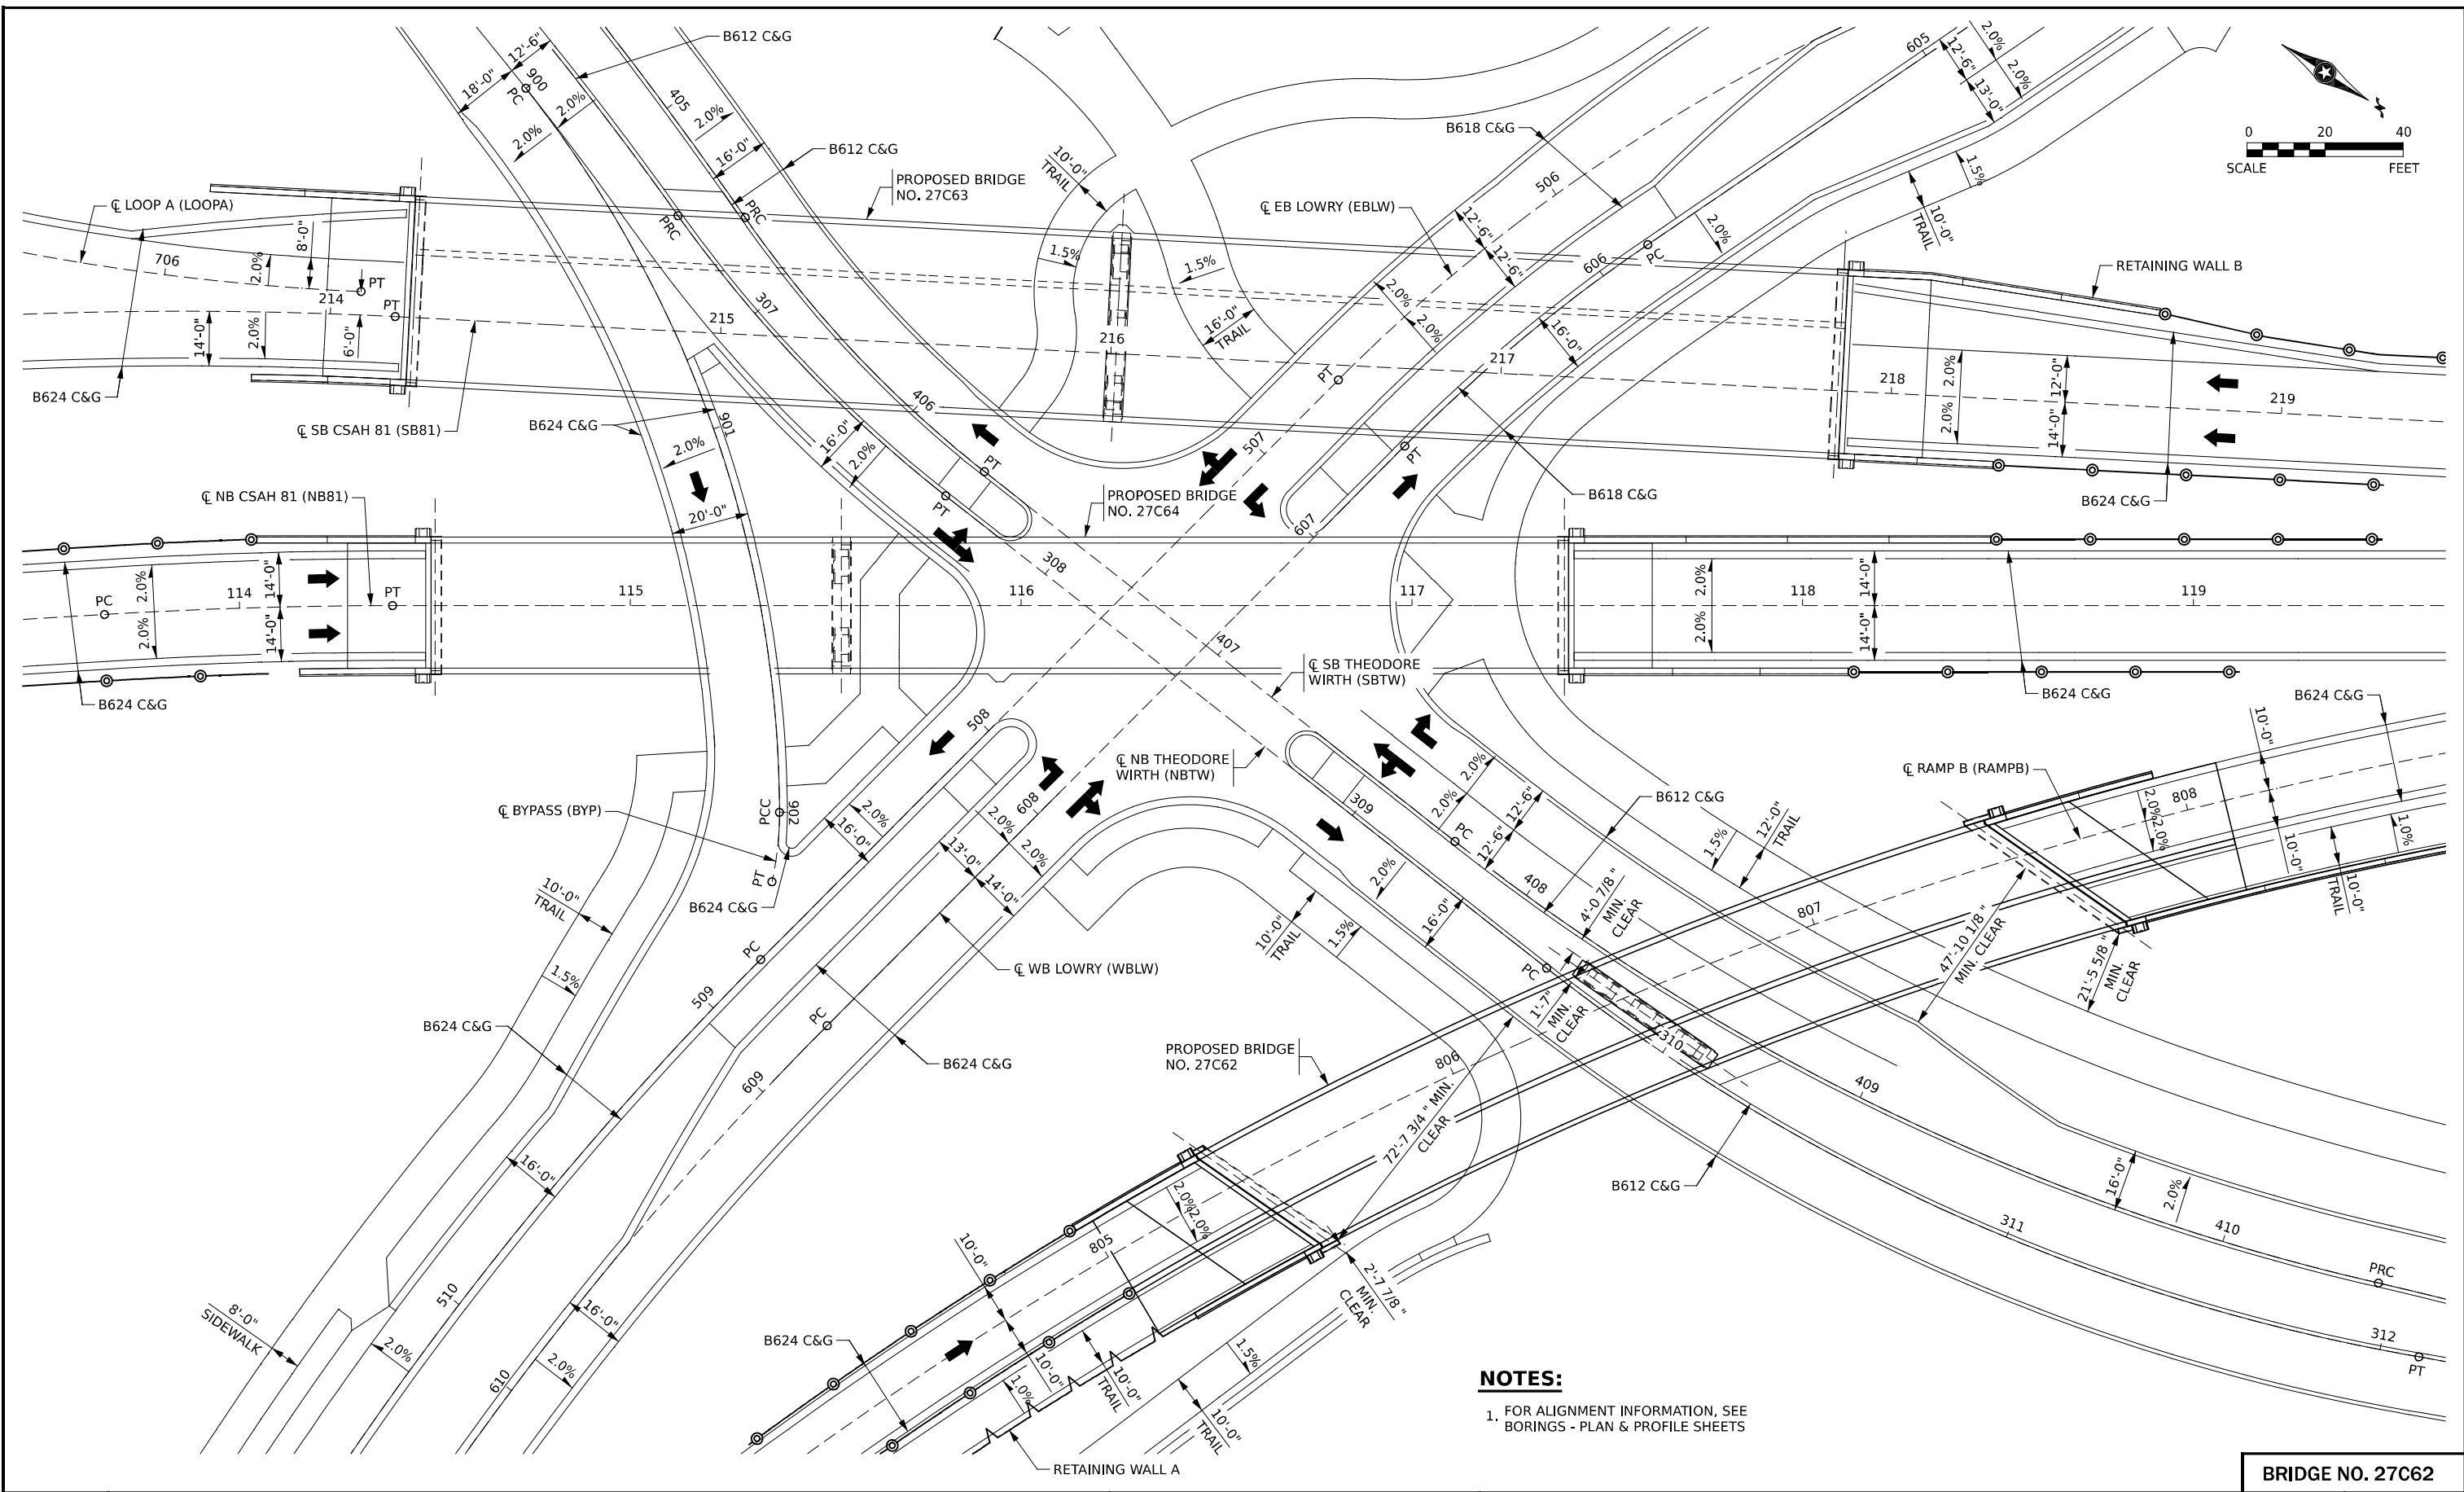 B612 C&G
12'-6"
18'-0"
900
PC
2.0%
2.0%
405
2.0%
16'-0"
B612 C&G
PROPOSED BRIDGE
NO. 27C63
10'-0"
TRAIL
B618 C&G
506
℄ EB LOWRY (EBLW)
605
12'-6"
2.0%
2.0%
13'-0"
1.5%
10'-0"
TRAIL
0 20 40
SCALE FEET
℄ LOOP A (LOOPA)
706
8'-0"
2.0%
PT
214
PT
14'-0"
2.0%
6'-0"
B624 C&G
℄ SB CSAH 81 (SB81)
PRC
PRC
307
215
1.5%
1.5%
216
16'-0"
TRAIL
12'-6"
12'-6"
2.0%
2.0%
PT
2.0%
606
PC
16'-0"
217
218
2.0%
2.0%
12'-0"
14'-0"
219
RETAINING WALL B
B624 C&G
B624 C&G
901
406
2.0%
16'-0"
2.0%
PT
PT
20'-0"
507
PT
607
B618 C&G
℄ NB CSAH 81 (NB81)
PROPOSED BRIDGE
NO. 27C64
PC
114
2.0%
2.0%
14'-0"
14'-0"
PT
115
308
116
117
2.0%
2.0%
118
14'-0"
14'-0"
119
407
B624 C&G
℄ SB THEODORE
WIRTH (SBTW)
B624 C&G
B624 C&G
508
℄ NB THEODORE
WIRTH (NBTW)
℄ RAMP B (RAMPB)
10'-0"
℄ BYPASS (BYP)
PCC
902
2.0%
16'-0"
608
2.0%
2.0%
13'-0"
14'-0"
309
PC
2.0%
2.0%
12'-6"
12'-6"
B612 C&G
1.5%
12'-0"
TRAIL
808
2.0%
2.0%
10'-0"
1.0%
10'-0"
TRAIL
PT
B624 C&G
10'-0"
TRAIL
2.0%
408
4'-0 7/8"
MIN.
CLEAR
16'-0"
10'-0"
TRAIL
1.5%
807
47'-10 1/8"
MIN. CLEAR
21'-5 5/8"
MIN.
CLEAR
PC
1.5%
509
℄ WB LOWRY (WBLW)
PC
PC
1'-7"
MIN.
CLEAR
310
B624 C&G
B624 C&G
609
PROPOSED BRIDGE
NO. 27C62
806
72'-7 3/4" MIN.
CLEAR
409
16'-0"
B612 C&G
16'-0"
2.0%
410
311
2.0%
2.0%
805
10'-0"
510
PRC
8'-0"
SIDEWALK
2.0%
16'-0"
2.0%
610
B624 C&G
2'-7 7/8"
MIN.
CLEAR
1.5%
312
PT
10'-0"
1.0%
10'-0"
TRAIL
10'-0"
TRAIL
RETAINING WALL A
NOTES:
1. FOR ALIGNMENT INFORMATION, SEE
BORINGS - PLAN & PROFILE SHEETS
BRIDGE NO. 27C62